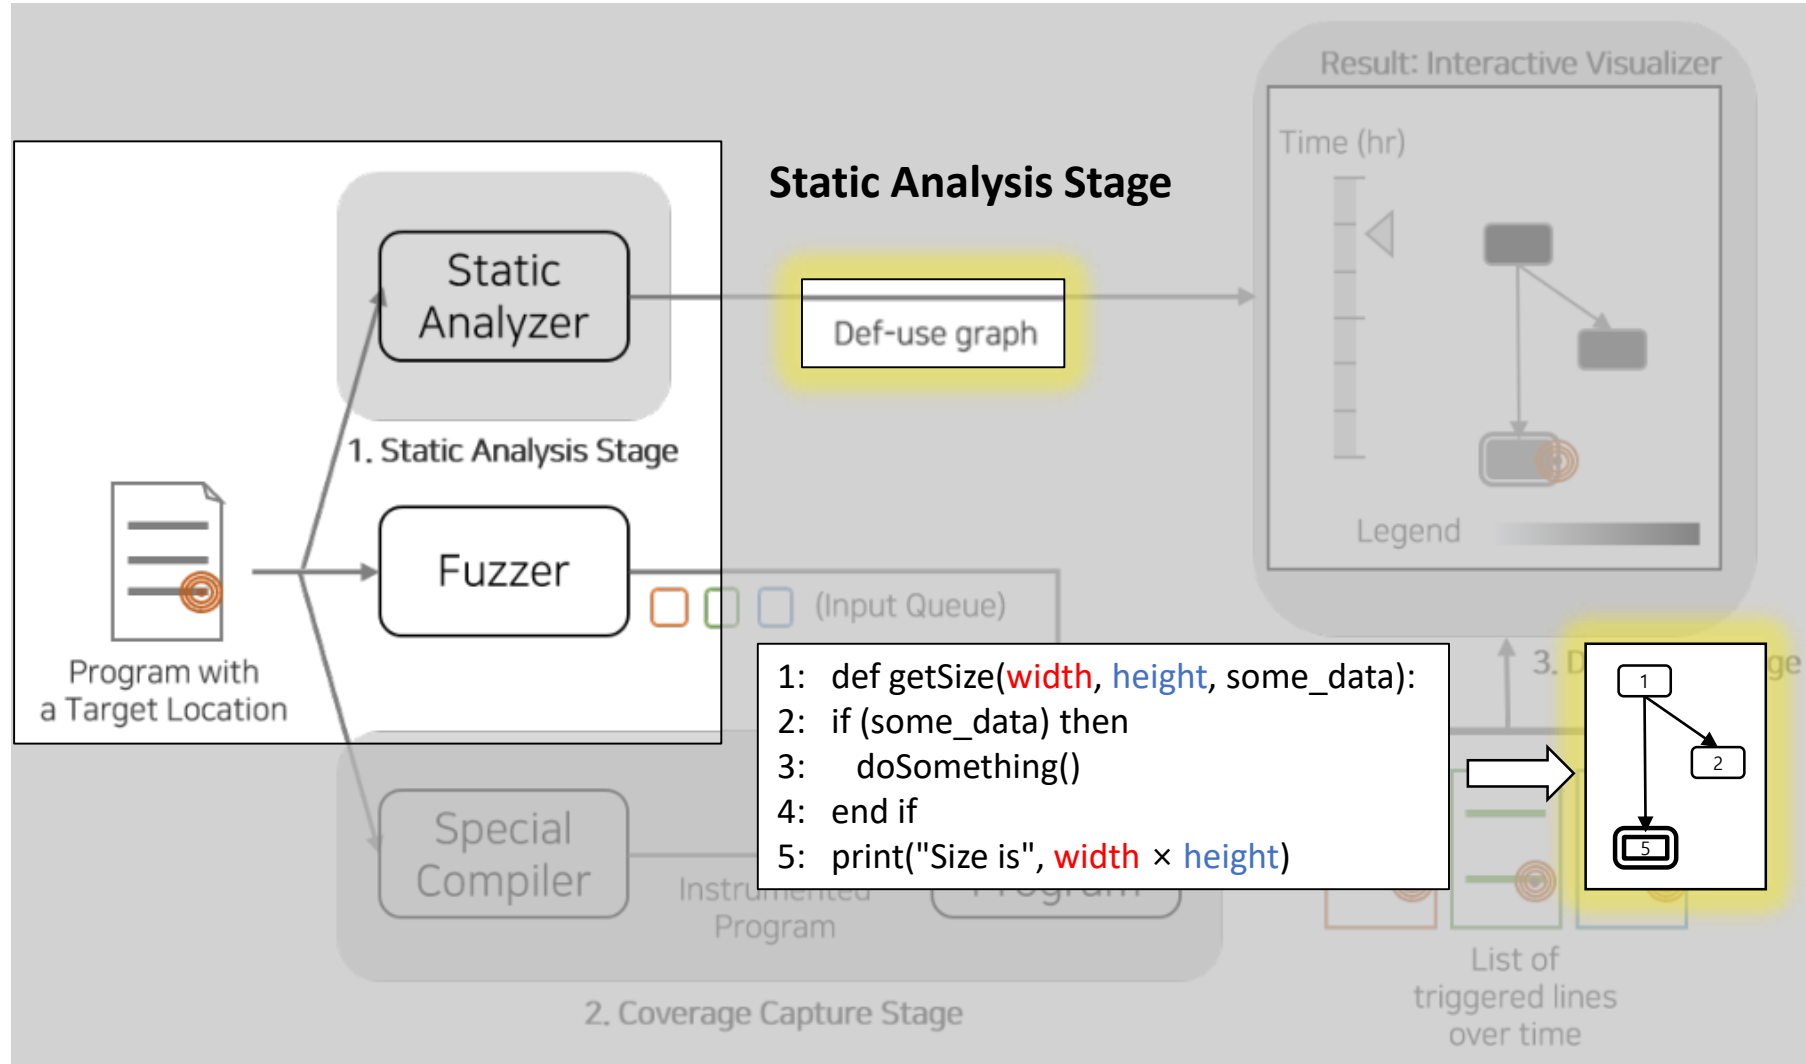 Result: Interactive Visualizer
Time (hr)
Legend
Static Analysis Stage
Static
Analyzer
Def-use graph
1. Static Analysis Stage
Fuzzer
(Input Queue)
Program with
a Target Location
1: def getSize(width, height, some_data):
2: if (some_data) then
3: doSomething()
4: end if
5: print("Size is", width × height)
3. D
ge
1
2
5
Special
Compiler
Instrumented
Program
Program
2. Coverage Capture Stage
List of
triggered lines
over time